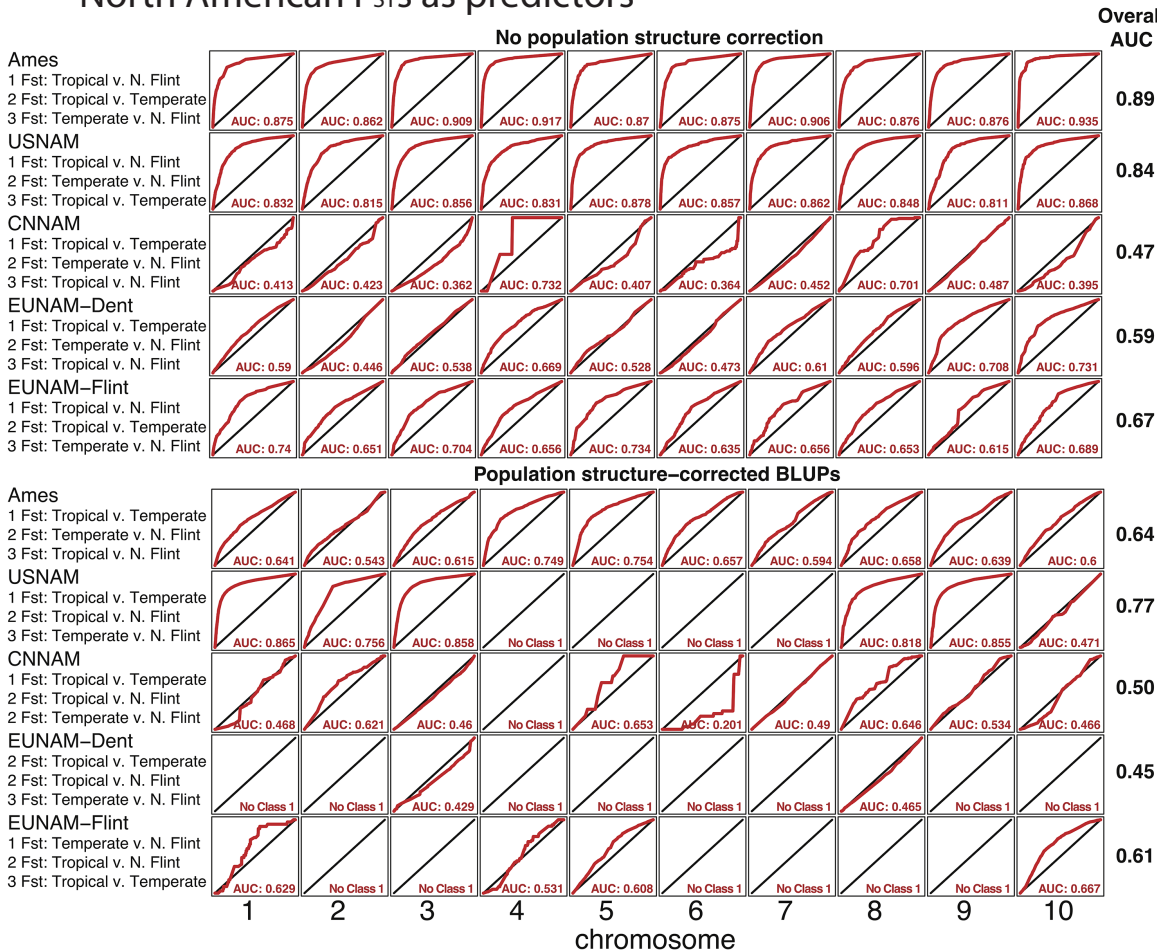 North American FSTs as predictors
Overal
AUC
No population structure correction
Ames
1 Fst: Tropical v. N. Flint
2 Fst: Tropical v. Temperate
3 Fst: Temperate v. N. Flint
AUC: 0.875 AUC: 0.862 AUC: 0.909 AUC: 0.917 AUC: 0.87 AUC: 0.875 AUC: 0.906 AUC: 0.876 AUC: 0.876 AUC: 0.935
0.89
USNAM
1 Fst: Tropical v. N. Flint
2 Fst: Temperate v. N. Flint
3 Fst: Tropical v. Temperate
AUC: 0.832 AUC: 0.815 AUC: 0.856 AUC: 0.831 AUC: 0.878 AUC: 0.857 AUC: 0.862 AUC: 0.848 AUC: 0.811 AUC: 0.868
0.84
CNNAM
1 Fst: Tropical v. Temperate
2 Fst: Temperate v. N. Flint
3 Fst: Tropical v. N. Flint
AUC: 0.413 AUC: 0.423 AUC: 0.362 AUC: 0.732 AUC: 0.407 AUC: 0.364 AUC: 0.452 AUC: 0.701 AUC: 0.487 AUC: 0.395
0.47
EUNAM−Dent
1 Fst: Tropical v. Temperate
2 Fst: Temperate v. N. Flint
3 Fst: Tropical v. N. Flint
AUC: 0.59 AUC: 0.446 AUC: 0.538 AUC: 0.669 AUC: 0.528 AUC: 0.473 AUC: 0.61 AUC: 0.596 AUC: 0.708 AUC: 0.731
0.59
EUNAM−Flint
1 Fst: Tropical v. N. Flint
2 Fst: Tropical v. Temperate
3 Fst: Temperate v. N. Flint
AUC: 0.74 AUC: 0.651 AUC: 0.704 AUC: 0.656 AUC: 0.734 AUC: 0.635 AUC: 0.656 AUC: 0.653 AUC: 0.615 AUC: 0.689
0.67
Population structure−corrected BLUPs
Ames
1 Fst: Tropical v. Temperate
2 Fst: Temperate v. N. Flint
3 Fst: Tropical v. N. Flint
AUC: 0.641 AUC: 0.543 AUC: 0.615 AUC: 0.749 AUC: 0.754 AUC: 0.657 AUC: 0.594 AUC: 0.658 AUC: 0.639 AUC: 0.6
0.64
USNAM
1 Fst: Tropical v. Temperate
2 Fst: Tropical v. N. Flint
3 Fst: Temperate v. N. Flint
AUC: 0.865 AUC: 0.756 AUC: 0.858 No Class 1 No Class 1 No Class 1 No Class 1 AUC: 0.818 AUC: 0.855 AUC: 0.471
0.77
CNNAM
1 Fst: Tropical v. Temperate
2 Fst: Tropical v. N. Flint
2 Fst: Temperate v. N. Flint
AUC: 0.468 AUC: 0.621 AUC: 0.46 No Class 1 AUC: 0.653 AUC: 0.201 AUC: 0.49 AUC: 0.646 AUC: 0.534 AUC: 0.466
0.50
EUNAM−Dent
2 Fst: Tropical v. Temperate
2 Fst: Tropical v. N. Flint
3 Fst: Temperate v. N. Flint
No Class 1 No Class 1 AUC: 0.429 No Class 1 No Class 1 No Class 1 No Class 1 AUC: 0.465 No Class 1 No Class 1
0.45
EUNAM−Flint
1 Fst: Temperate v. N. Flint
2 Fst: Tropical v. N. Flint
3 Fst: Tropical v. Temperate
AUC: 0.629 No Class 1 No Class 1 AUC: 0.531 AUC: 0.608 No Class 1 No Class 1 No Class 1 No Class 1 AUC: 0.667
0.61
1 2 3 4 5 6 7 8 9 10
chromosome